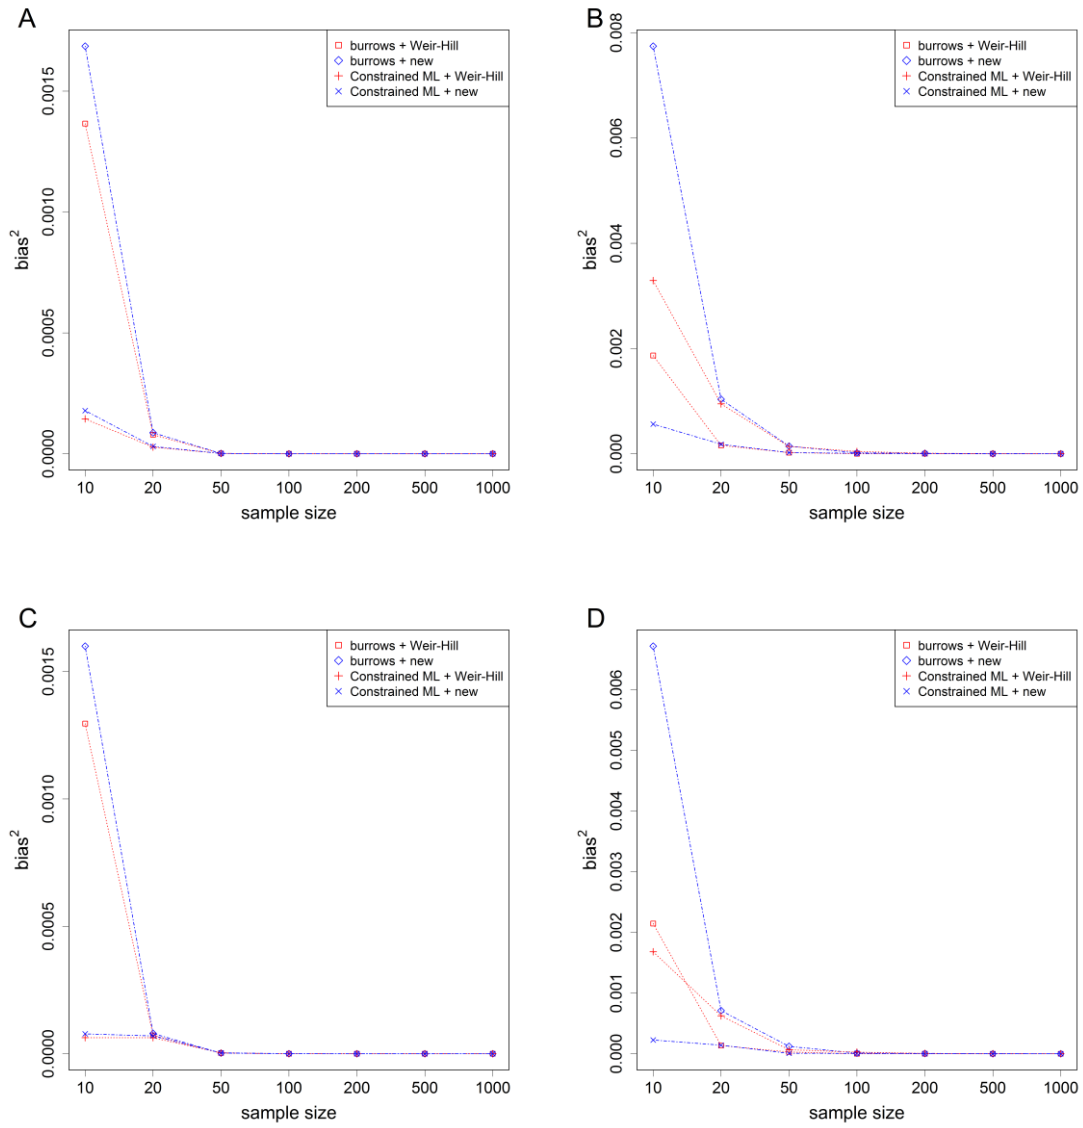 A
burrows + Weir-Hill
burrows + new
Constrained ML + Weir-Hill
Constrained ML + new
0.0015
0.0010
0.0005
0.0000
bias2
10 20 50 100 200 500 1000
sample size
B
burrows + Weir-Hill
burrows + new
Constrained ML + Weir-Hill
Constrained ML + new
0.008
0.006
0.004
0.002
0.000
bias2
10 20 50 100 200 500 1000
sample size
C
burrows + Weir-Hill
burrows + new
Constrained ML + Weir-Hill
Constrained ML + new
0.0015
0.0010
0.0005
0.0000
bias2
10 20 50 100 200 500 1000
sample size
D
burrows + Weir-Hill
burrows + new
Constrained ML + Weir-Hill
Constrained ML + new
0.006
0.005
0.004
0.003
0.002
0.001
0.000
bias2
10 20 50 100 200 500 1000
sample size